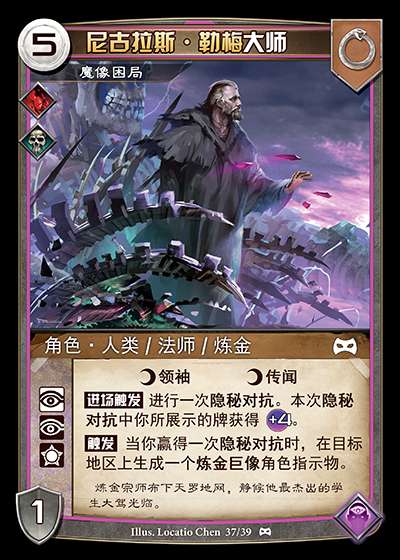 5
尼古拉斯·勒梅大师
魔像困局
角色·人类 / 法师 / 炼金
领袖 传闻
进场触发 进行一次隐秘对抗。本次隐秘
对抗中你所展示的牌获得 +4。
触发 当你赢得一次隐秘对抗时，在目标
地区上生成一个炼金巨像角色指示物。
炼金宗师布下天罗地网，静候他最杰出的学
生大驾光临。
1
Illus. Locatio Chen 37/39